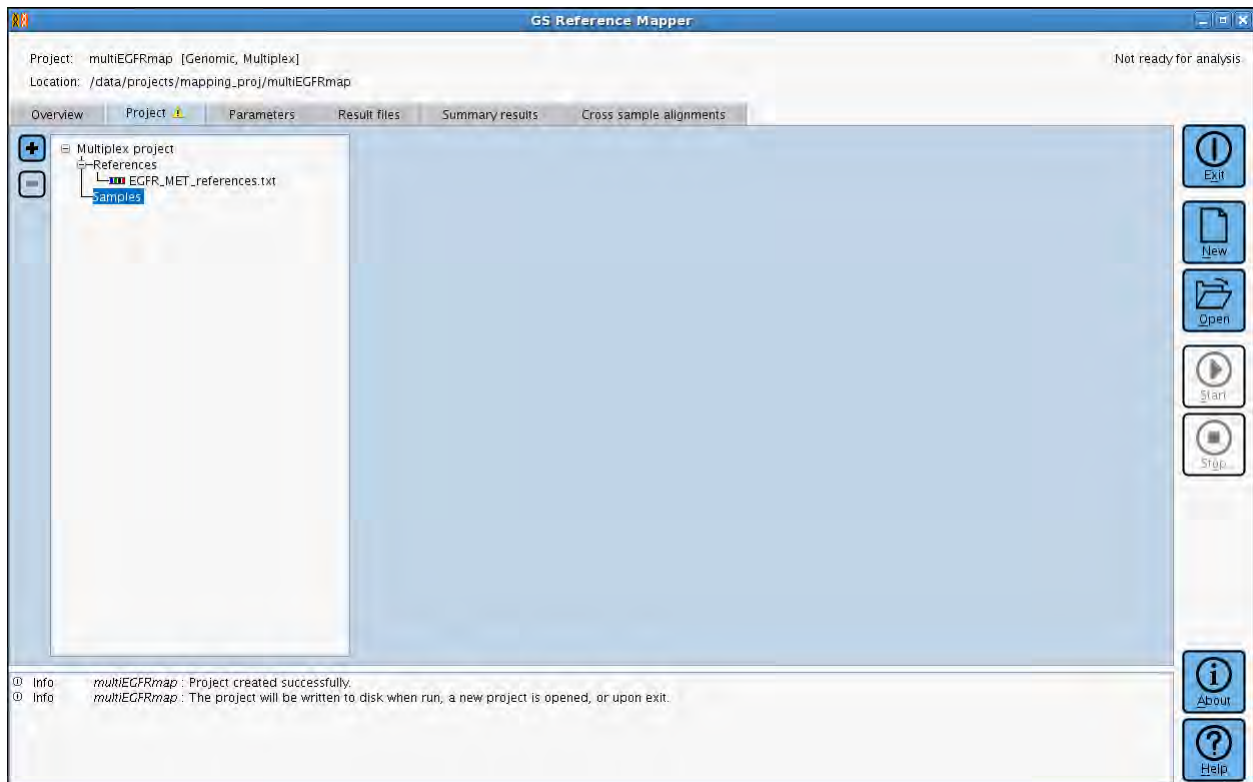 GS Reference Mapper
Project: multiEGFRmap [Genomic, Multiplex]
Not ready for analysis
Location: /data/projects/mapping_proj/multiEGFRmap
Overview Project Parameters Result files Summary results Cross sample alignments
Multiplex project
References
EGFR_MET_references.txt
Samples
Exit
New
Open
Start
Stop
Info multiEGFRmap : Project created successfully.
Info multiEGFRmap : The project will be written to disk when run, a new project is opened, or upon exit.
About
Help